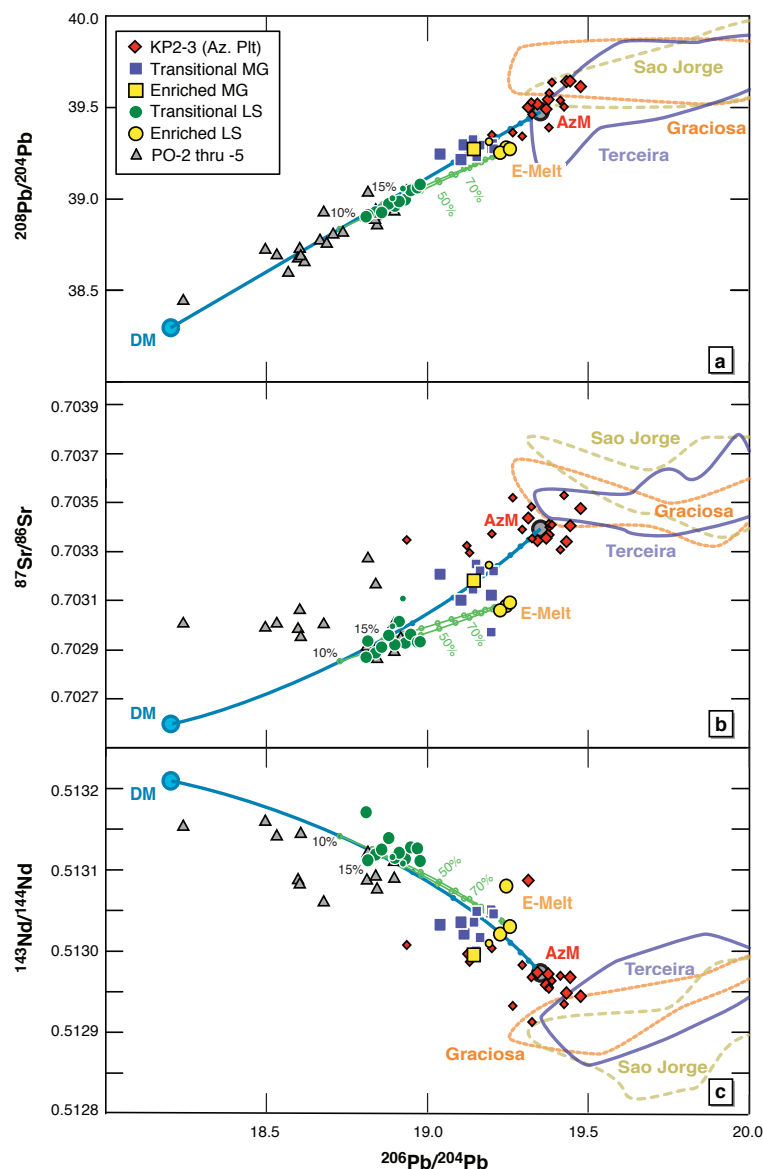 40.0
39.5
39.0
38.5
208Pb/204Pb
KP2-3 (Az. Plt)
Transitional MG
Enriched MG
Transitional LS
Enriched LS
PO-2 thru -5
Sao Jorge
Graciosa
Terceira
AzM
E-Melt
15%
10%
50%
70%
DM
a
0.7039
0.7037
0.7035
0.7033
0.7031
0.7029
0.7027
87Sr/86Sr
Sao Jorge
Graciosa
Terceira
AzM
E-Melt
15%
10%
50%
70%
DM
b
0.5132
0.5131
0.5130
0.5129
0.5128
143Nd/144Nd
DM
10%
15%
50%
70%
E-Melt
AzM
Terceira
Graciosa
Sao Jorge
c
18.5
19.0
19.5
20.0
206Pb/204Pb